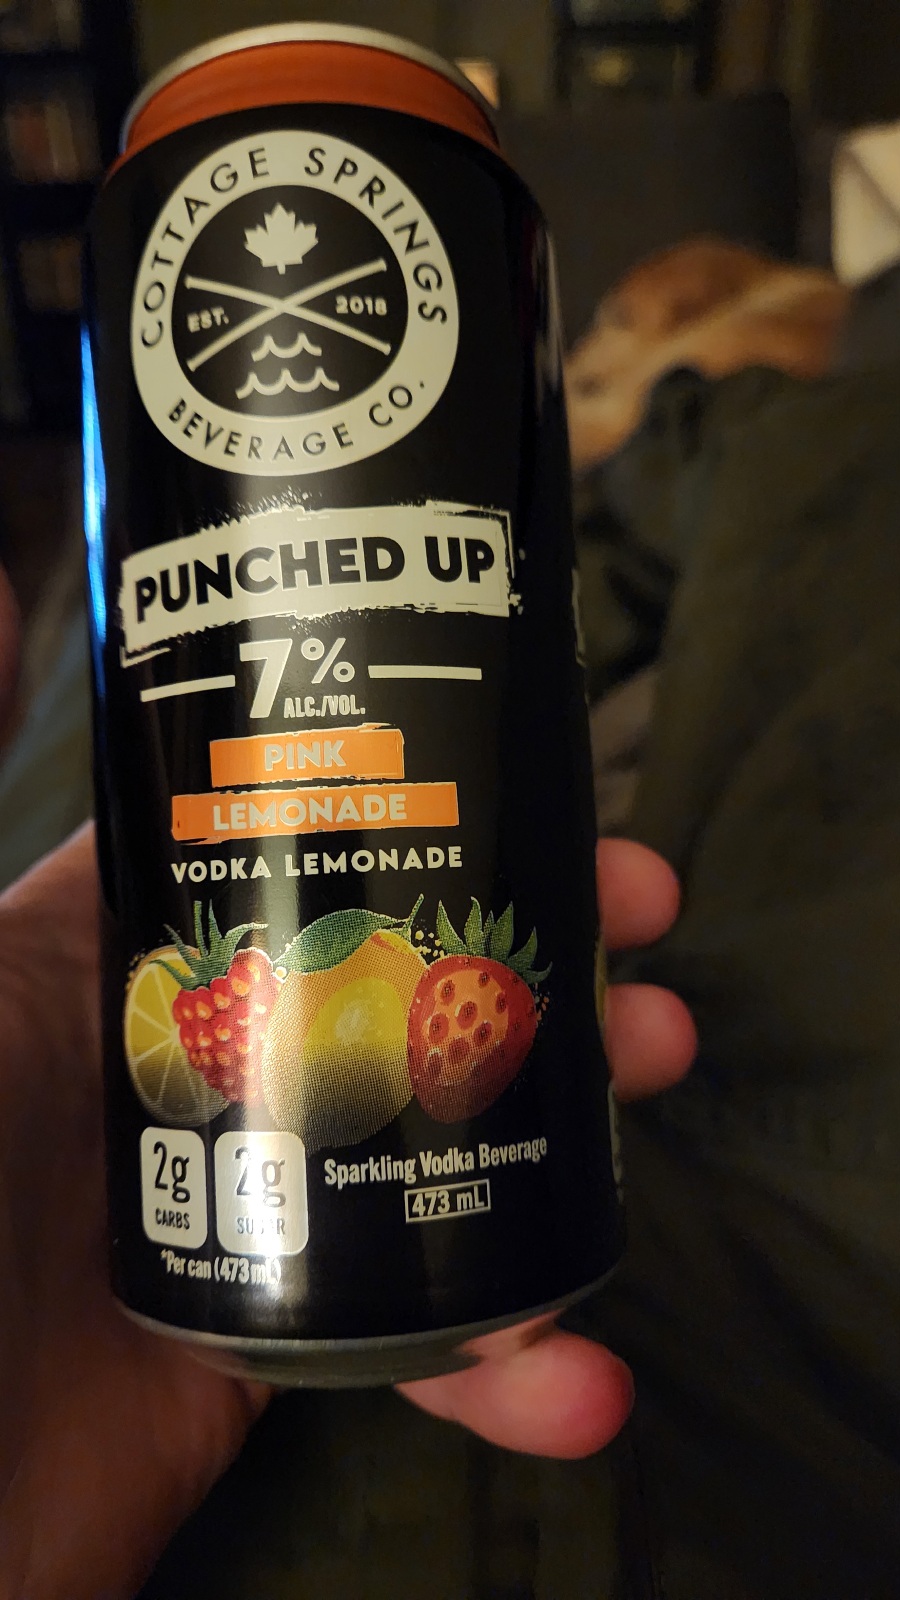 COTTAGE SPRINGS
EST. 2018
BEVERAGE CO.
PUNCHED UP
7%
ALC./VOL.
PINK
LEMONADE
VODKA LEMONADE
2g
CARBS
2g
SUGAR
Sparkling Vodka Beverage
473 mL
*Per can (473 mL)